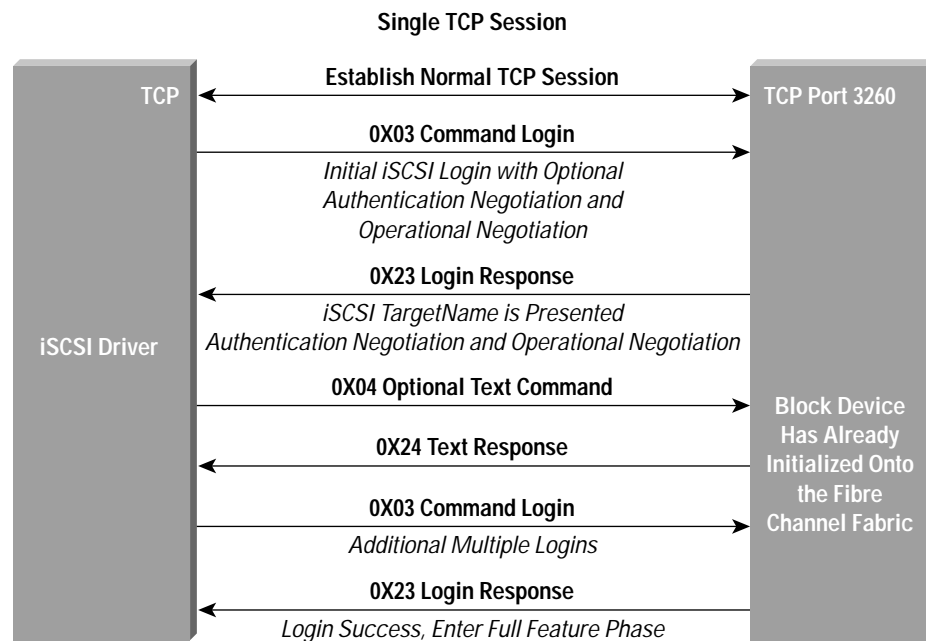 Single TCP Session
Establish Normal TCP Session
TCP
TCP Port 3260
0X03 Command Login
Initial iSCSI Login with Optional
Authentication Negotiation and
Operational Negotiation
0X23 Login Response
iSCSI TargetName is Presented
Authentication Negotiation and Operational Negotiation
iSCSI Driver
0X04 Optional Text Command
0X24 Text Response
Block Device
Has Already
Initialized Onto
the Fibre
Channel Fabric
0X03 Command Login
Additional Multiple Logins
0X23 Login Response
Login Success, Enter Full Feature Phase